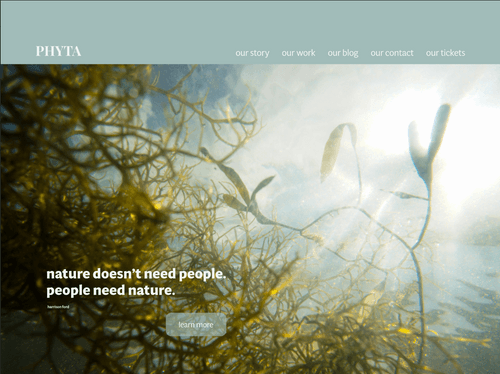 PHYTA
our story our work our blog our contact our tickets
nature doesn't need people.
people need nature.
harrison ford
learn more